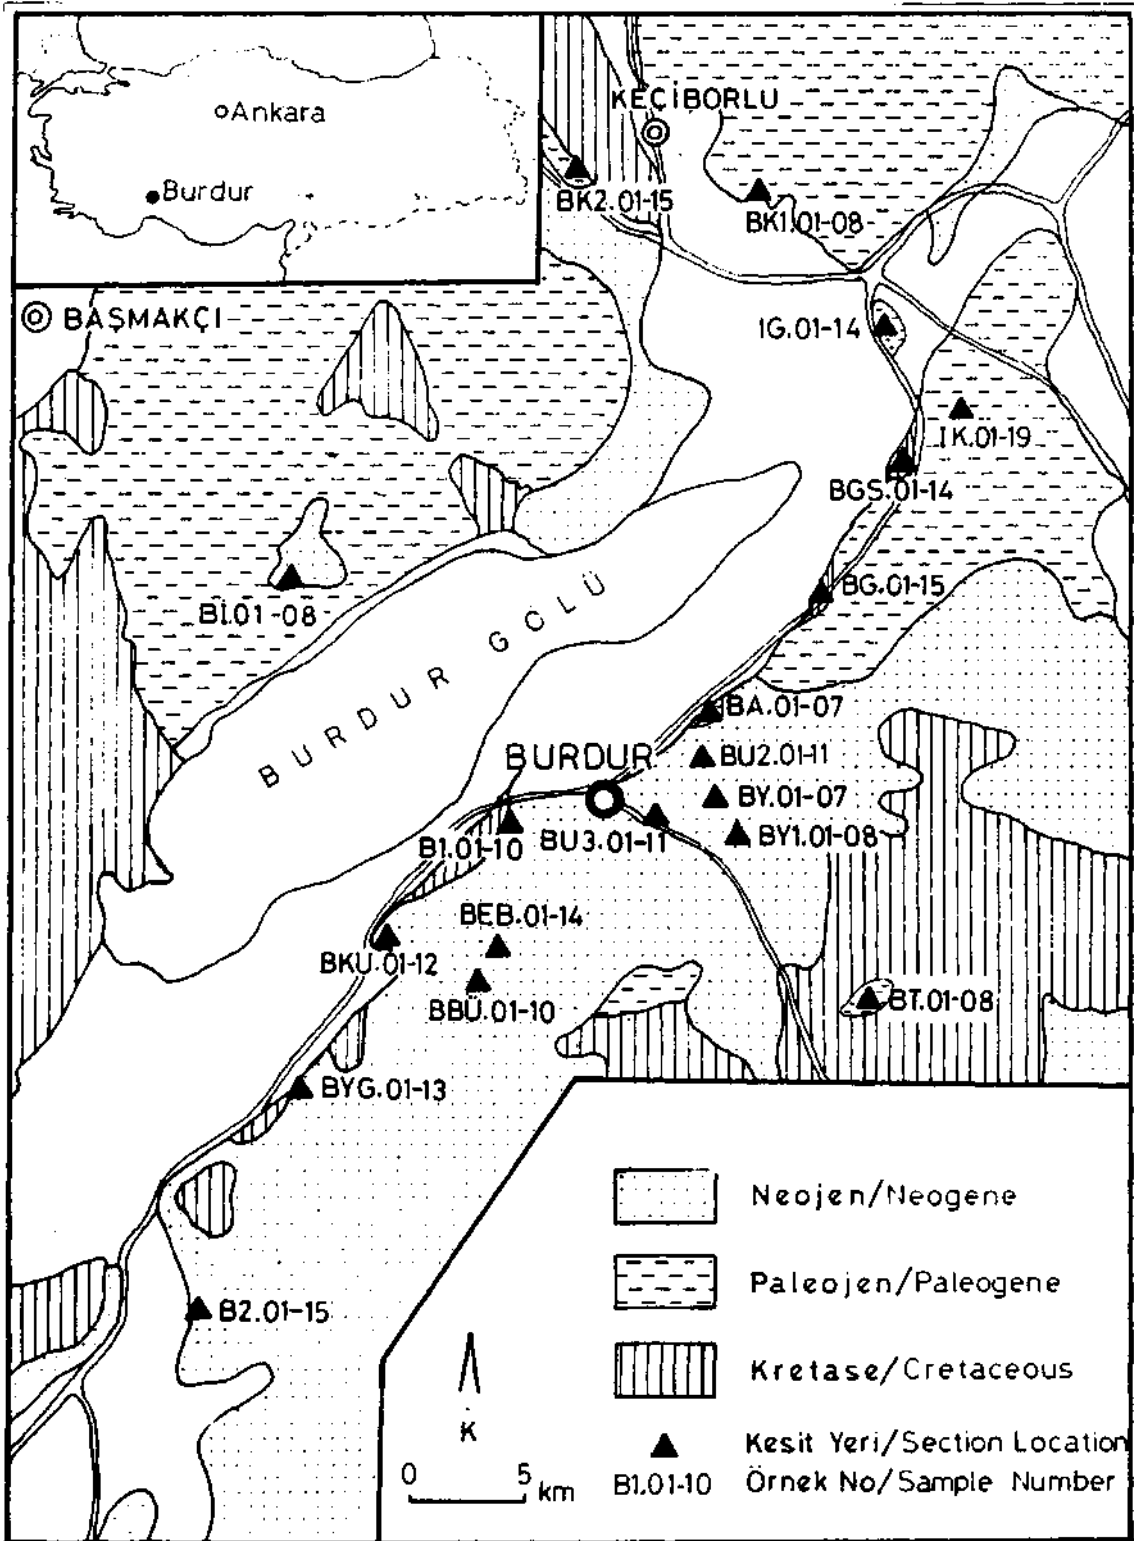 Ankara
Burdur
KEÇİBORLU
BK2.01-15
BK1.01-08
BAŞMAKÇI
IG.01-14
IK.01-19
BGS.01-14
Bİ.01-08
BG.01-15
BURDUR GOLÜ
BA.01-07
BURDUR
BU2.01-11
BY.01-07
B1.01-10
BU3.01-11
BY1.01-08
BEB.01-14
BKU.01-12
BBÜ.01-10
BT.01-08
BYG.01-13
B2.01-15
Neojen/Neogene
Paleojen/Paleogene
Kretase/Cretaceous
Kesit Yeri/Section Location
B1.01-10 Örnek No/Sample Number
K
0 5 km